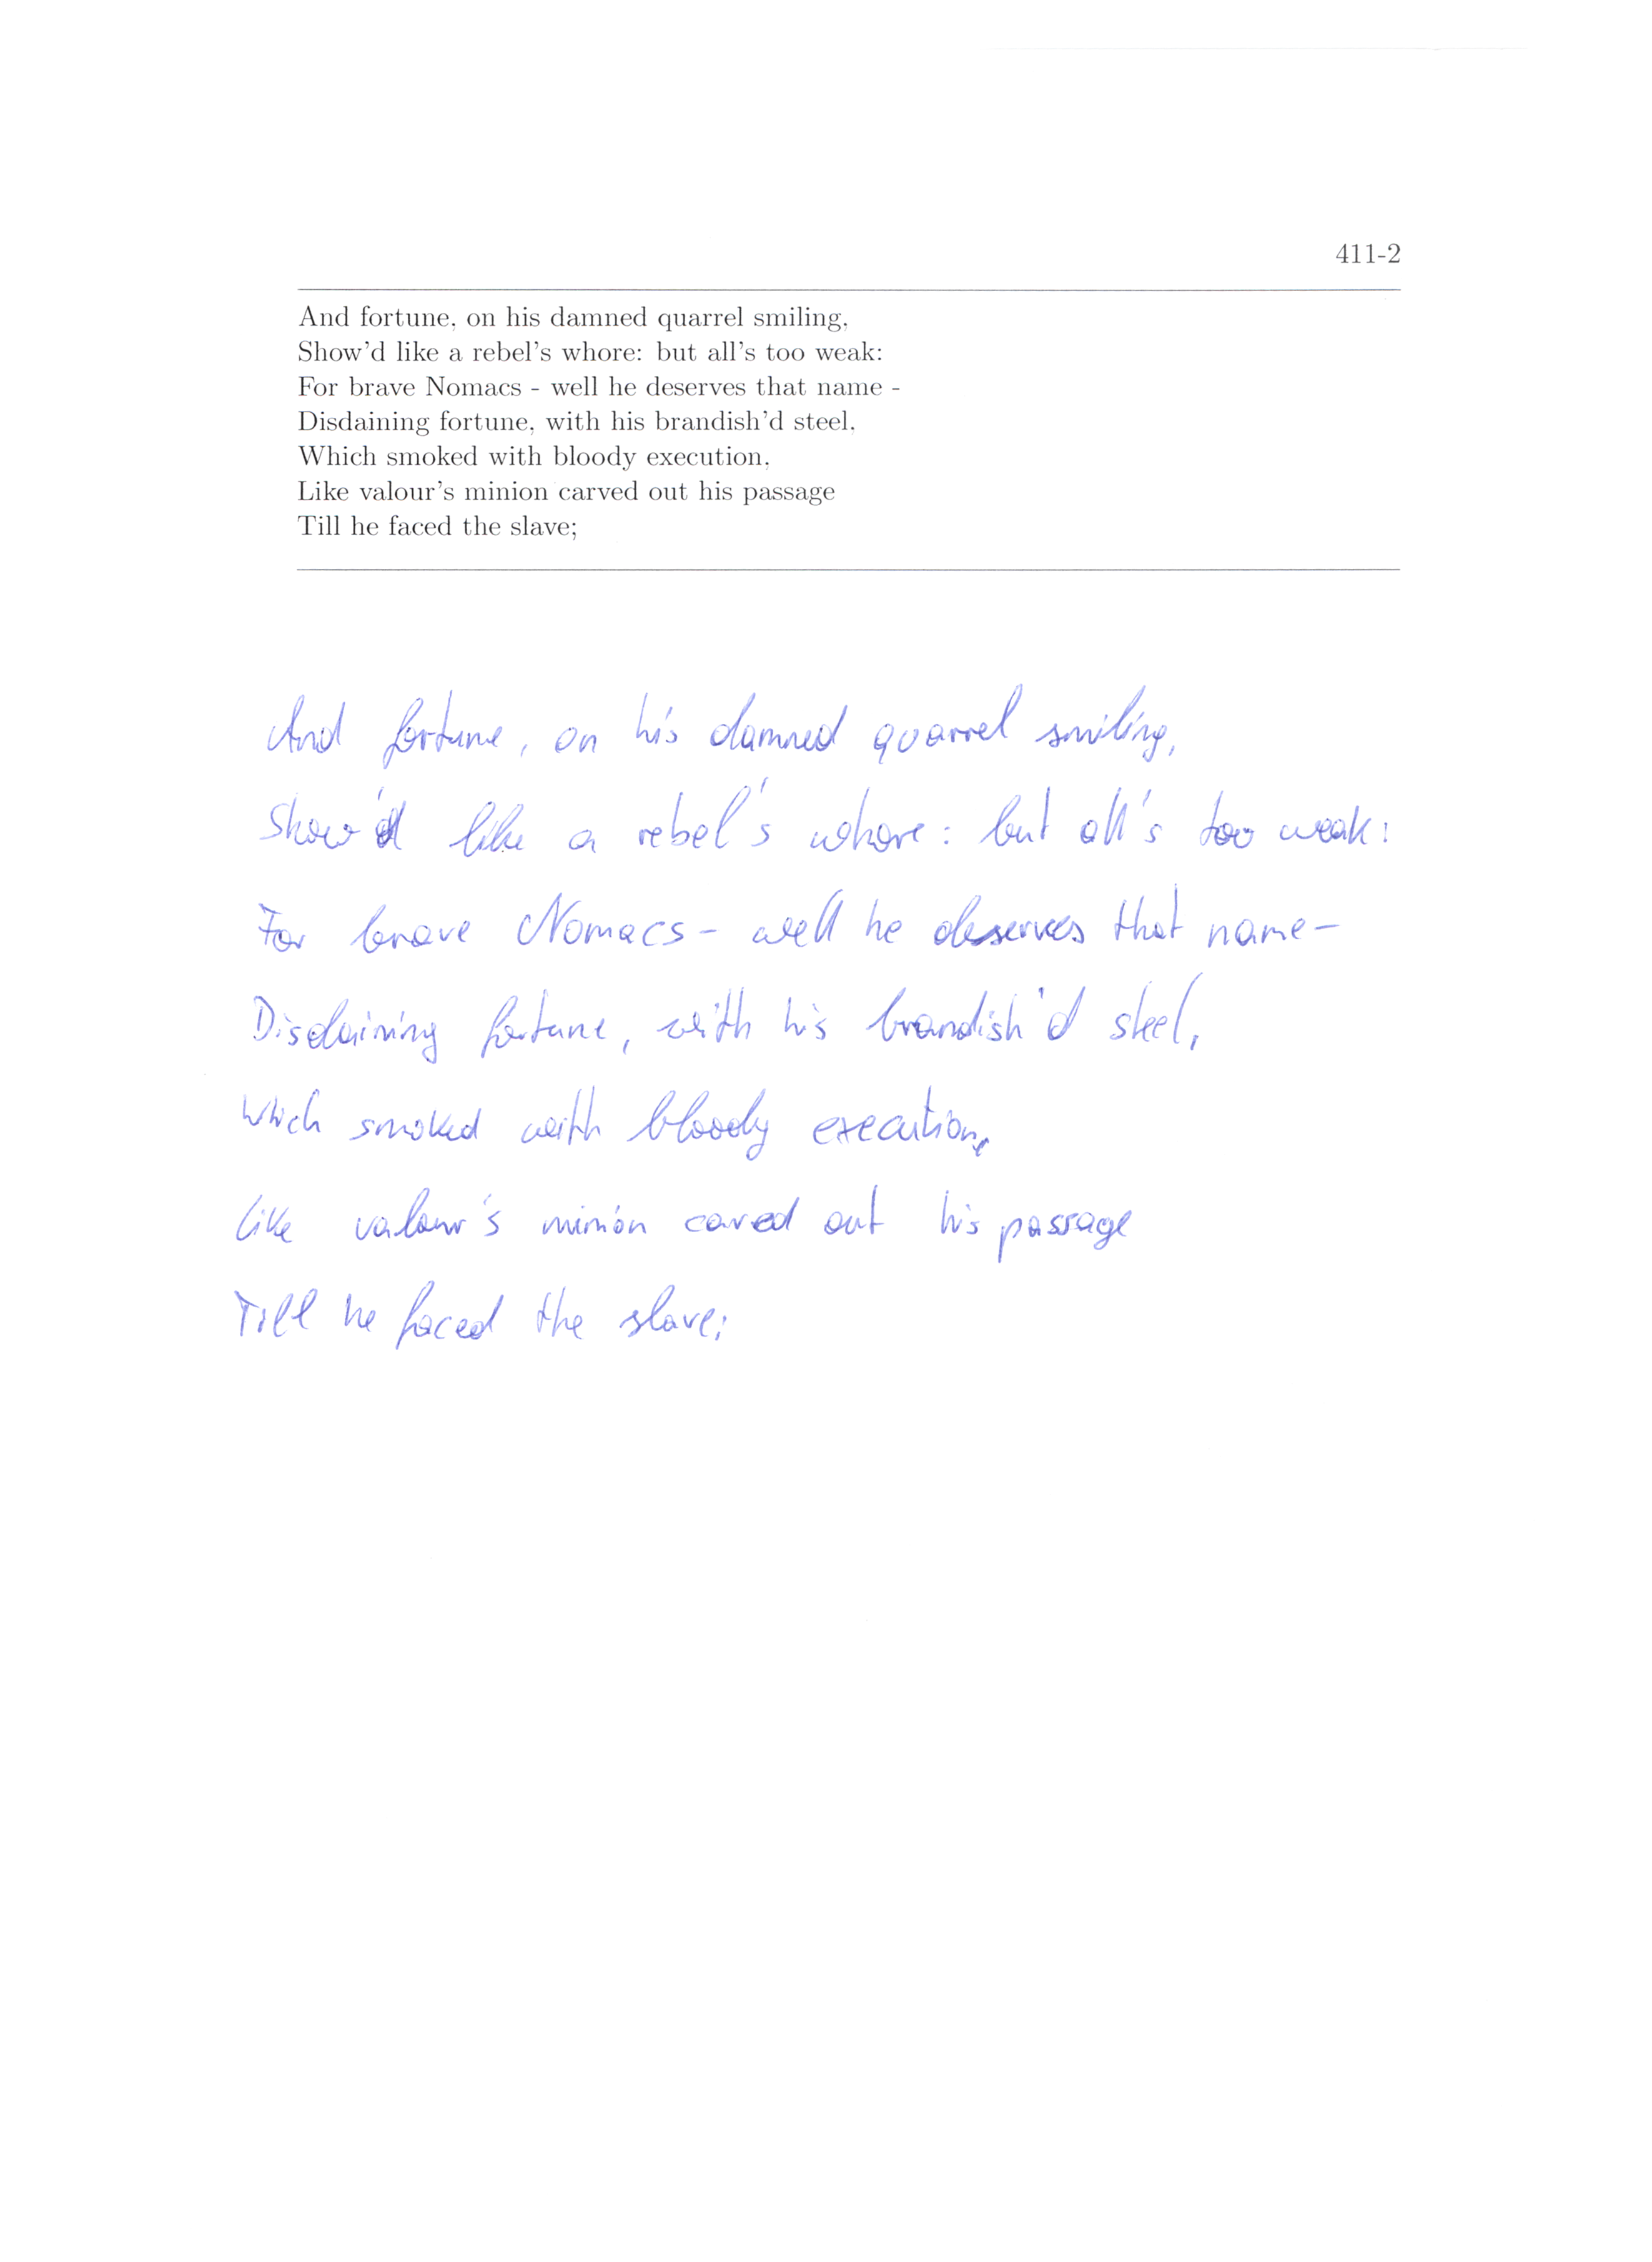 411-2
And fortune, on his damned quarrel smiling,
Show'd like a rebel's whore: but all's too weak:
For brave Nomacs - well he deserves that name -
Disdaining fortune, with his brandish'd steel,
Which smoked with bloody execution,
Like valour's minion carved out his passage
Till he faced the slave;
And fortune, on his damned quarrel smiling,
Show'd like a rebel's whore: but all's too weak:
For brave Nomacs - well he deserves that name -
Disdaining fortune, with his brandish'd steel,
Which smoked with bloody execution,
like valour's minion caved out his passage
Till he faced the slave;